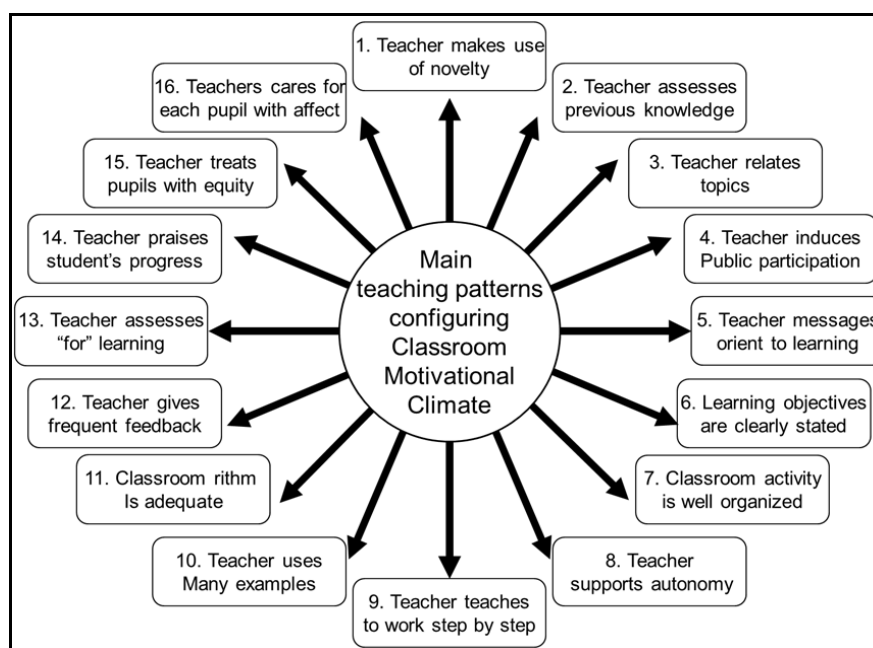 Main
teaching patterns
configuring
Classroom
Motivational
Climate
1. Teacher makes use
of novelty
2. Teacher assesses
previous knowledge
3. Teacher relates
topics
4. Teacher induces
Public participation
5. Teacher messages
orient to learning
6. Learning objectives
are clearly stated
7. Classroom activity
is well organized
8. Teacher
supports autonomy
9. Teacher teaches
to work step by step
10. Teacher uses
Many examples
11. Classroom rithm
Is adequate
12. Teacher gives
frequent feedback
13. Teacher assesses
“for” learning
14. Teacher praises
student’s progress
15. Teacher treats
pupils with equity
16. Teachers cares for
each pupil with affect